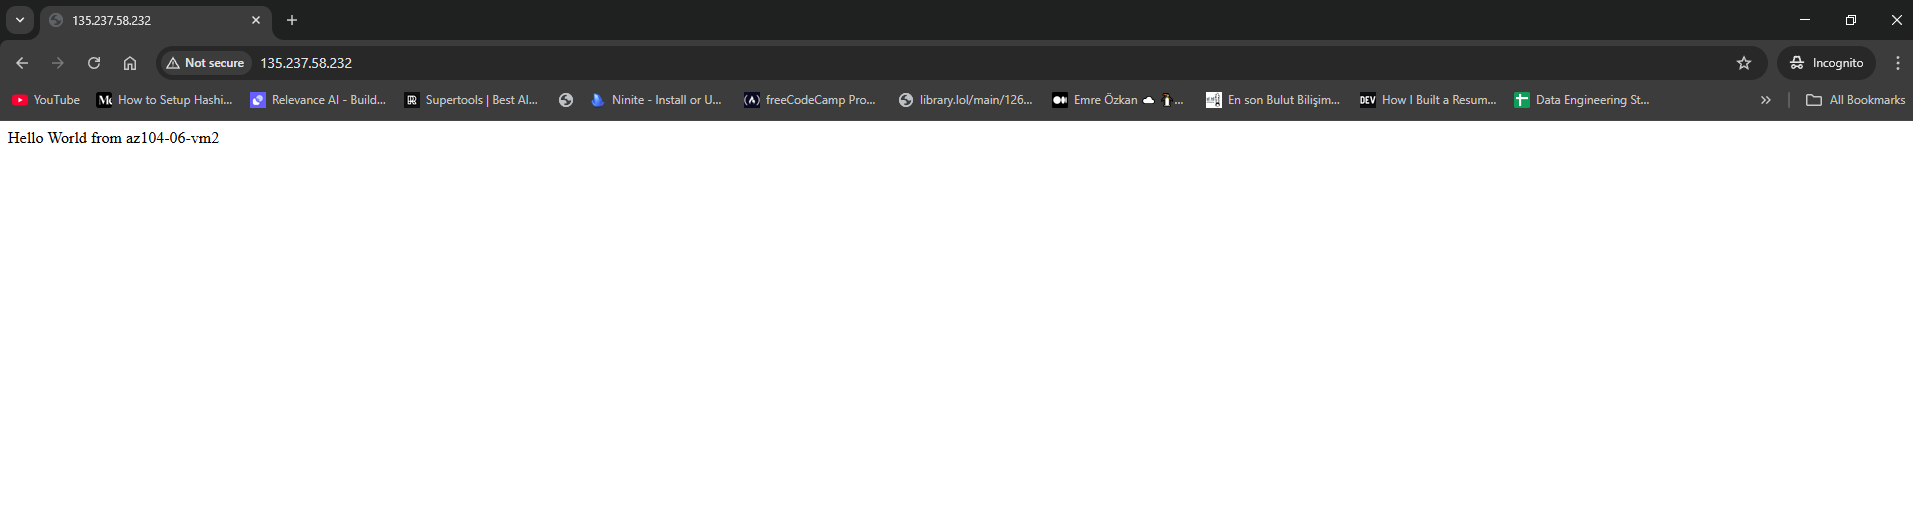 135.237.58.232
Not secure 135.237.58.232 Incognito
YouTube How to Setup Hashi... Relevance AI - Build... Supertools | Best AI... Ninite - Install or U... freeCodeCamp Pro... library.lol/main/126... Emre Özkan ☁️🐧... En son Bulut Bilişim... DEV How I Built a Resum... Data Engineering St... All Bookmarks
Hello World from az104-06-vm2